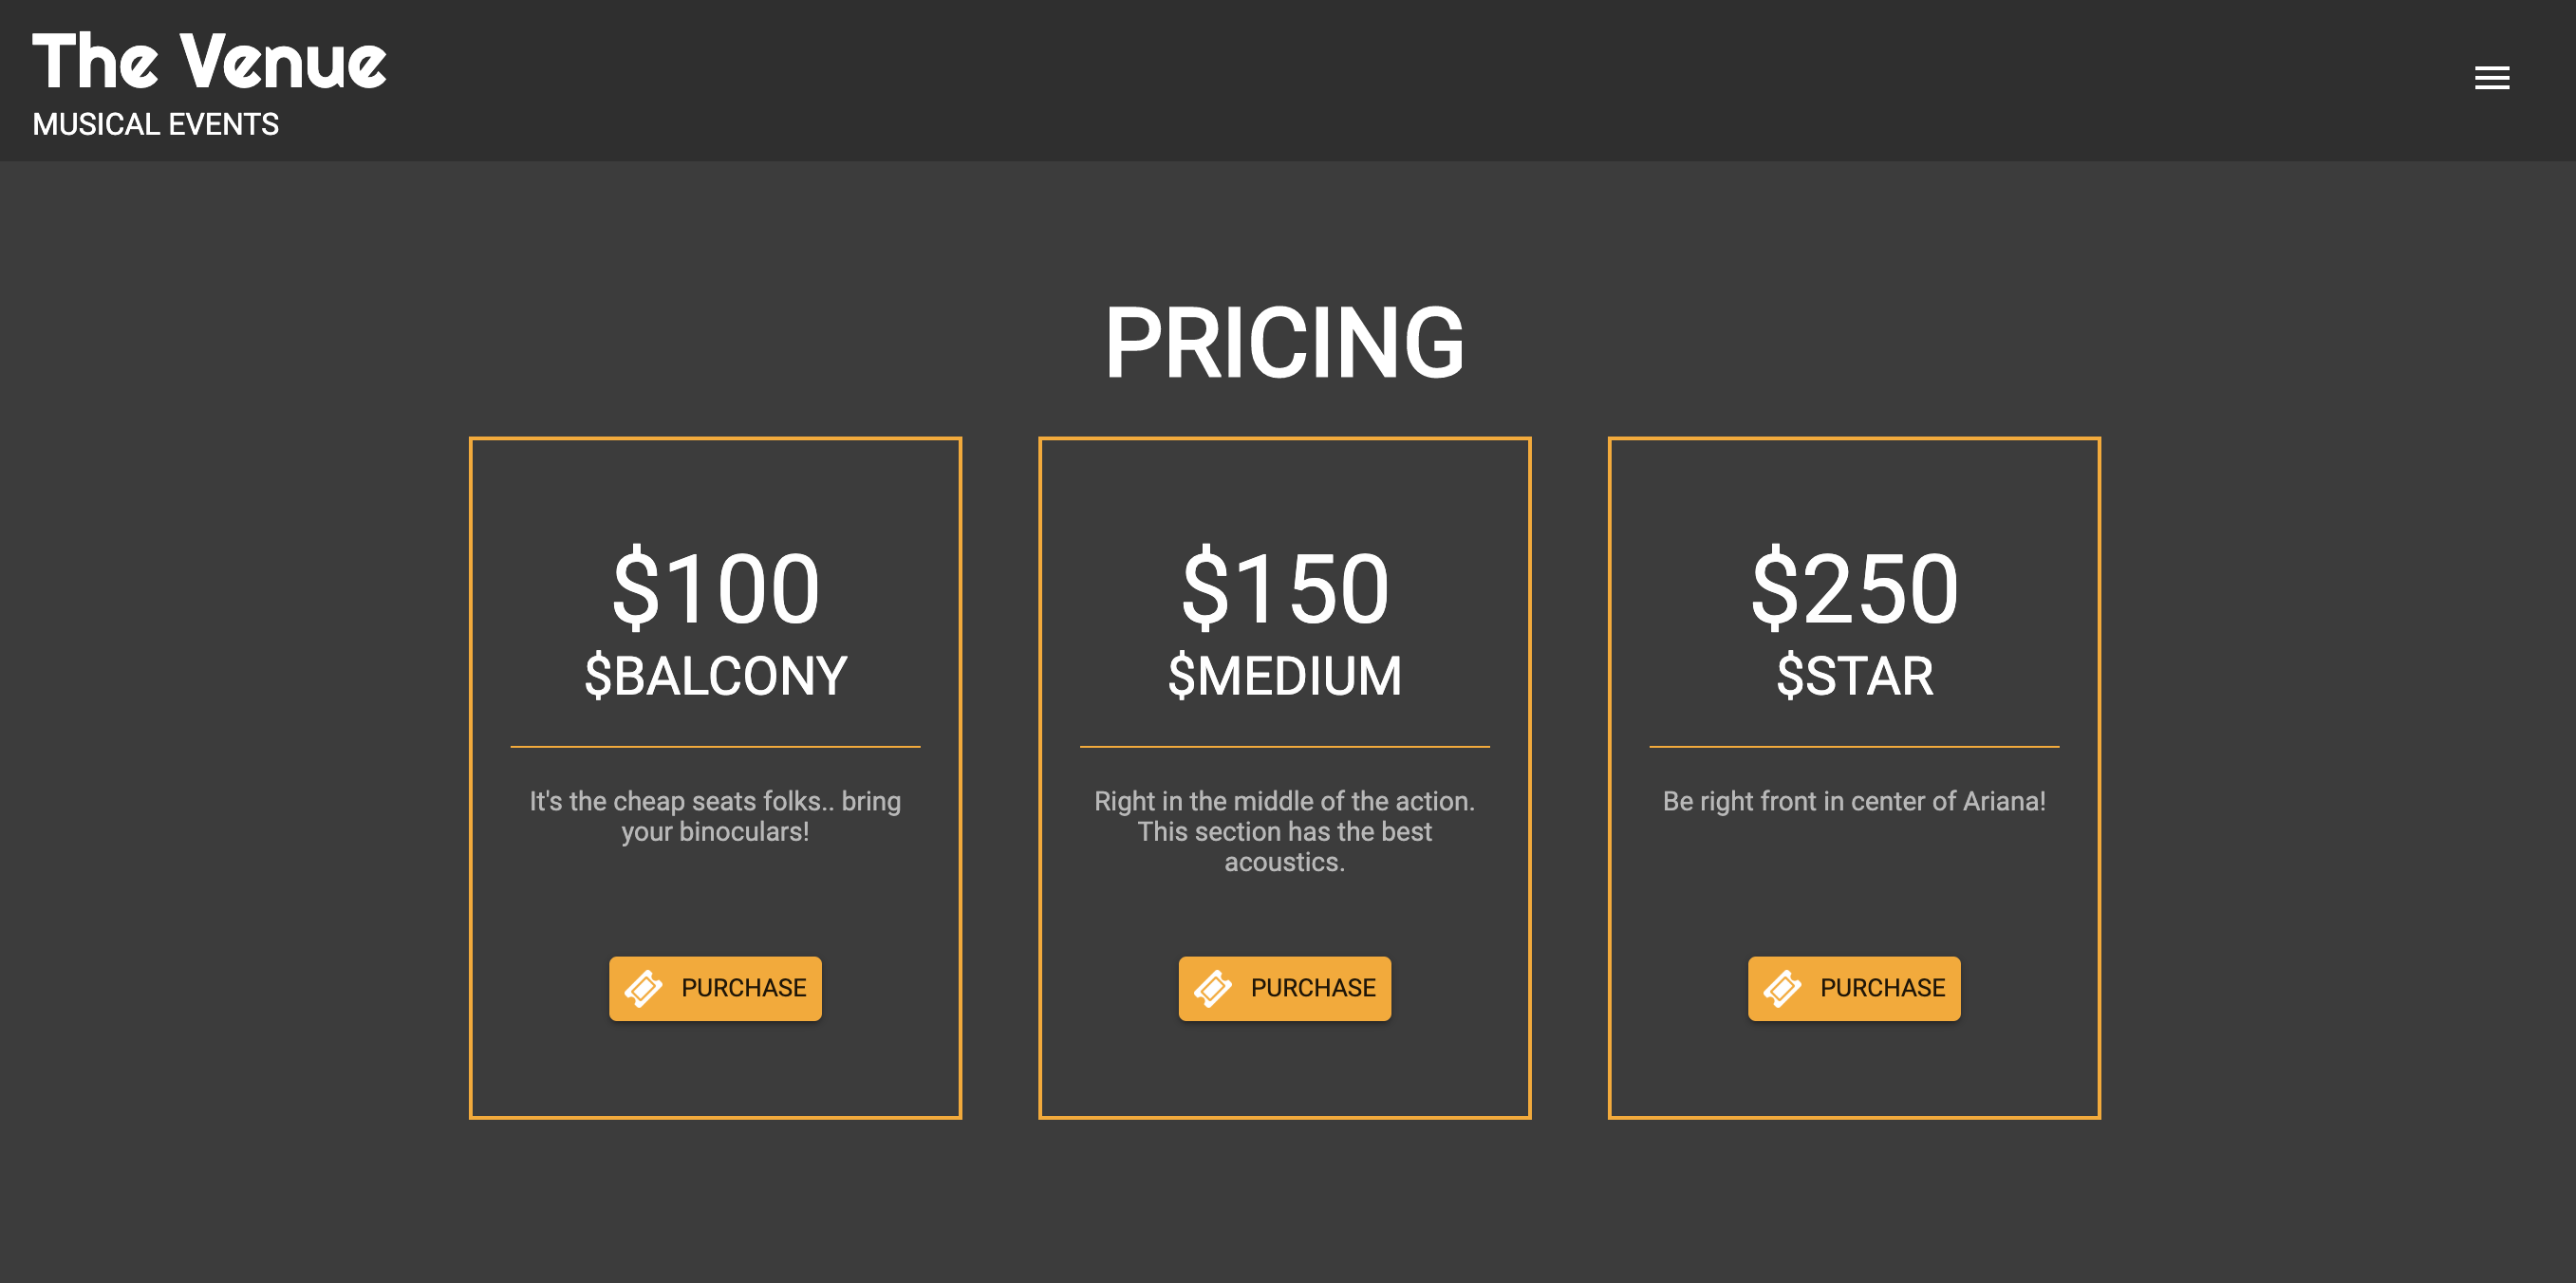 The Venue
MUSICAL EVENTS
PRICING
$100
$BALCONY
It's the cheap seats folks.. bring
your binoculars!
PURCHASE
$150
$MEDIUM
Right in the middle of the action.
This section has the best
acoustics.
PURCHASE
$250
$STAR
Be right front in center of Ariana!
PURCHASE